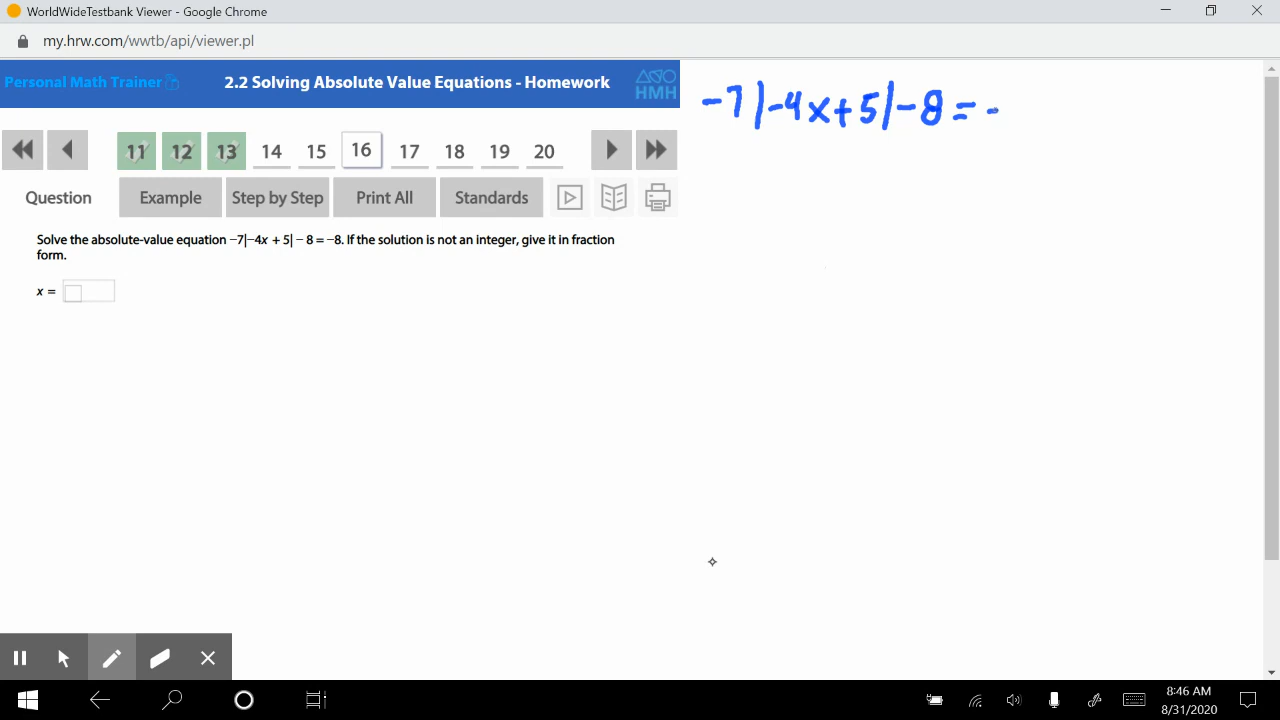 WorldWideTestbank Viewer - Google Chrome
my.hrw.com/wwtb/api/viewer.pl
Personal Math Trainer 2.2 Solving Absolute Value Equations - Homework HMH
-7|-4x+5|-8=-
11 12 13 14 15 16 17 18 19 20
Question Example Step by Step Print All Standards
Solve the absolute-value equation −7|−4x + 5| − 8 = −8. If the solution is not an integer, give it in fraction
form.
x =
8:46 AM
8/31/2020